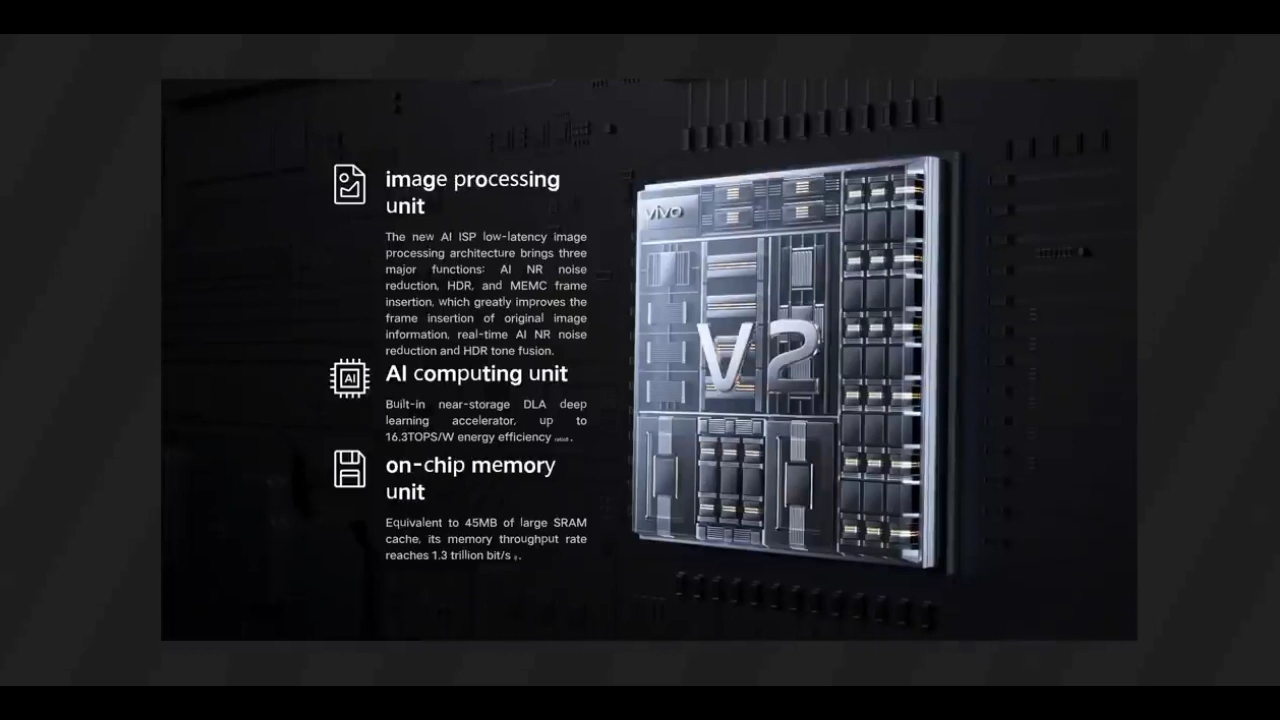 image processing
unit
The new AI ISP low-latency image
processing architecture brings three
major functions: AI NR noise
reduction, HDR, and MEMC frame
insertion, which greatly improves the
frame insertion of original image
information, real-time AI NR noise
reduction and HDR tone fusion.
AI
AI computing unit
Built-in near-storage DLA deep
learning accelerator, up to
16.3TOPS/W energy efficiency
on-chip memory
unit
Equivalent to 45MB of large SRAM
cache, its memory throughput rate
reaches 1.3 trillion bit/s
vivo
V2